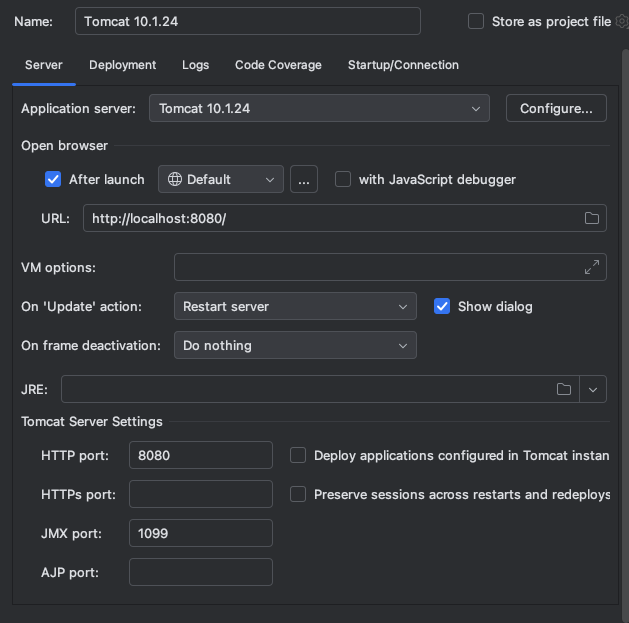 Name: Tomcat 10.1.24 Store as project file
Server Deployment Logs Code Coverage Startup/Connection
Application server: Tomcat 10.1.24 Configure...
Open browser
After launch Default ... with JavaScript debugger
URL: http://localhost:8080/
VM options:
On 'Update' action: Restart server Show dialog
On frame deactivation: Do nothing
JRE:
Tomcat Server Settings
HTTP port: 8080 Deploy applications configured in Tomcat instan
HTTPs port: Preserve sessions across restarts and redeploys
JMX port: 1099
AJP port: